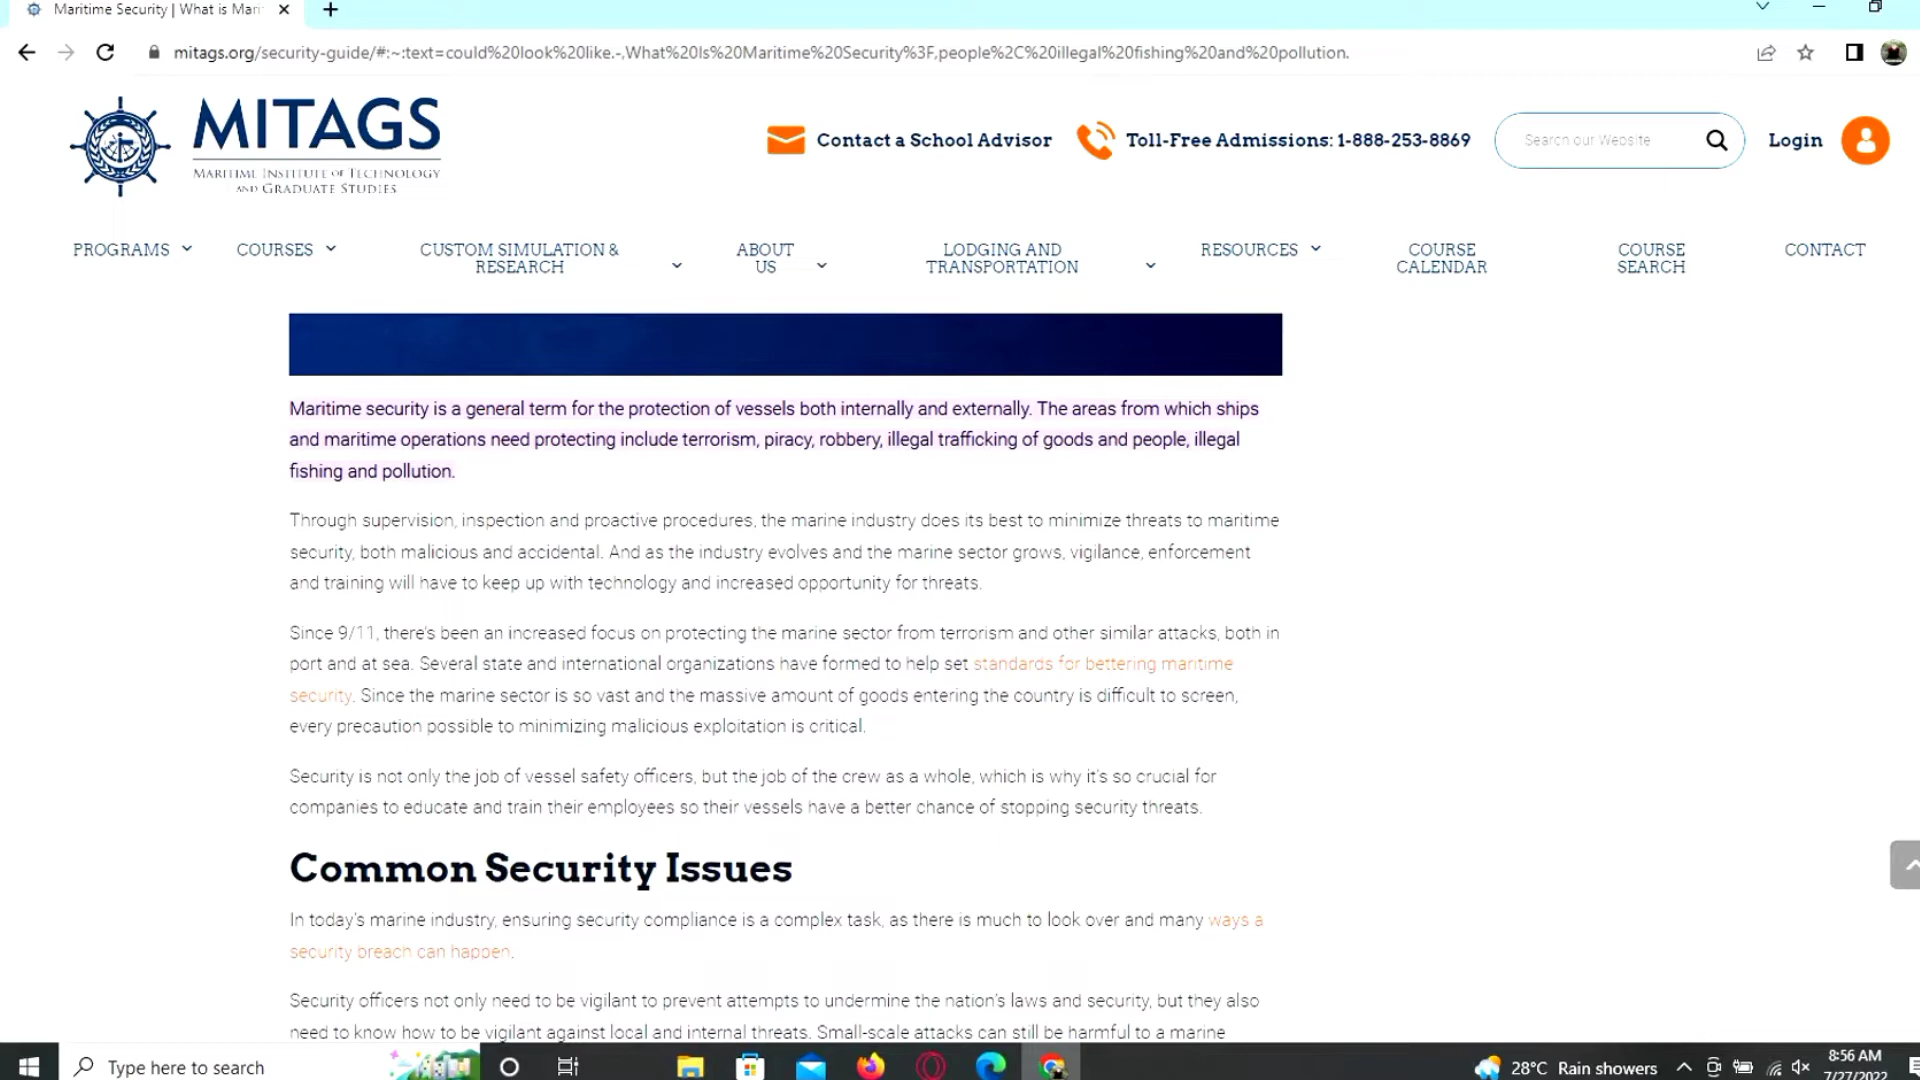 Maritime Security | What is Mari
mitags.org/security-guide/#:~:text=could%20look%20like.-,What%20Is%20Maritime%20Security%3F,people%2C%20illegal%20fishing%20and%20pollution.
MITAGS
MARITIME INSTITUTE OF TECHNOLOGY
AND GRADUATE STUDIES
Contact a School Advisor
Toll-Free Admissions: 1-888-253-8869
Search our Website
Login
PROGRAMS
COURSES
CUSTOM SIMULATION &
RESEARCH
ABOUT
US
LODGING AND
TRANSPORTATION
RESOURCES
COURSE
CALENDAR
COURSE
SEARCH
CONTACT
Maritime security is a general term for the protection of vessels both internally and externally. The areas from which ships
and maritime operations need protecting include terrorism, piracy, robbery, illegal trafficking of goods and people, illegal
fishing and pollution.
Through supervision, inspection and proactive procedures, the marine industry does its best to minimize threats to maritime
security, both malicious and accidental. And as the industry evolves and the marine sector grows, vigilance, enforcement
and training will have to keep up with technology and increased opportunity for threats.
Since 9/11, there's been an increased focus on protecting the marine sector from terrorism and other similar attacks, both in
port and at sea. Several state and international organizations have formed to help set standards for bettering maritime
security. Since the marine sector is so vast and the massive amount of goods entering the country is difficult to screen,
every precaution possible to minimizing malicious exploitation is critical.
Security is not only the job of vessel safety officers, but the job of the crew as a whole, which is why it's so crucial for
companies to educate and train their employees so their vessels have a better chance of stopping security threats.
Common Security Issues
In today's marine industry, ensuring security compliance is a complex task, as there is much to look over and many ways a
security breach can happen.
Security officers not only need to be vigilant to prevent attempts to undermine the nation's laws and security, but they also
need to know how to be vigilant against local and internal threats. Small-scale attacks can still be harmful to a marine
Type here to search
28°C Rain showers
8:56 AM
7/27/2022